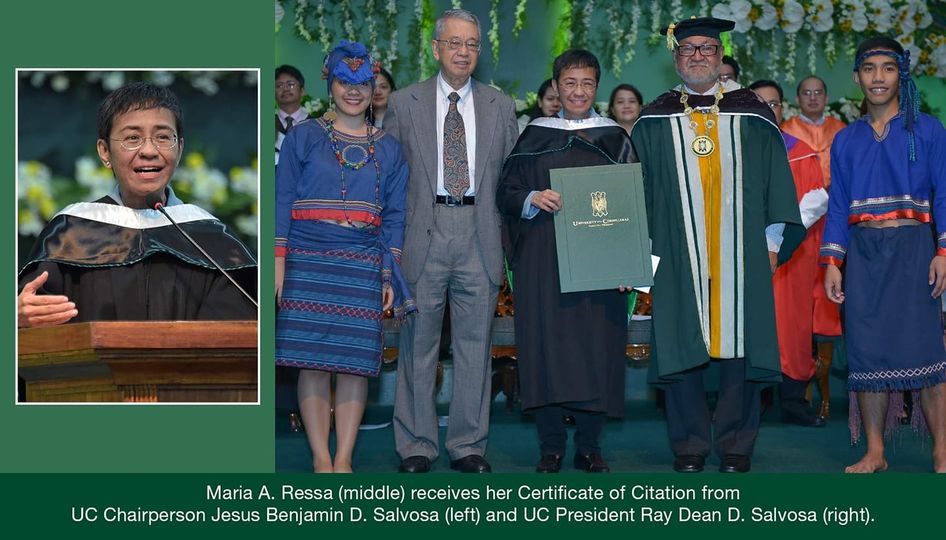 UNIVERSITY OF THE CORDILLERAS
Maria A. Ressa (middle) receives her Certificate of Citation from
UC Chairperson Jesus Benjamin D. Salvosa (left) and UC President Ray Dean D. Salvosa (right).